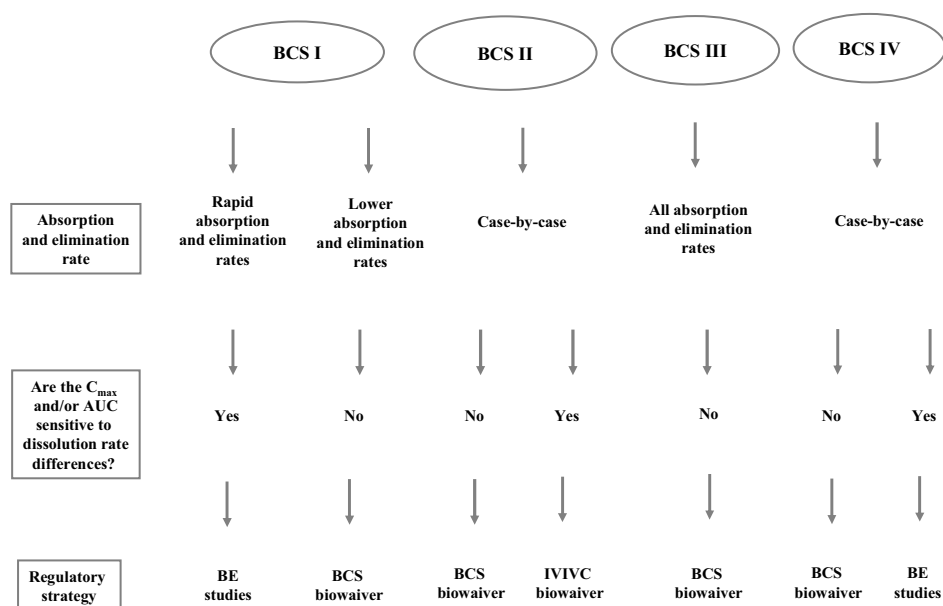 BCS I
BCS II
BCS III
BCS IV
Absorption
and elimination
rate
Rapid
absorption
and elimination
rates
Lower
absorption
and elimination
rates
Case-by-case
All absorption
and elimination
rates
Case-by-case
Are the Cmax
and/or AUC
sensitive to
dissolution rate
differences?
Yes
No
No
Yes
No
No
Yes
Regulatory
strategy
BE
studies
BCS
biowaiver
BCS
biowaiver
IVIVC
biowaiver
BCS
biowaiver
BCS
biowaiver
BE
studies